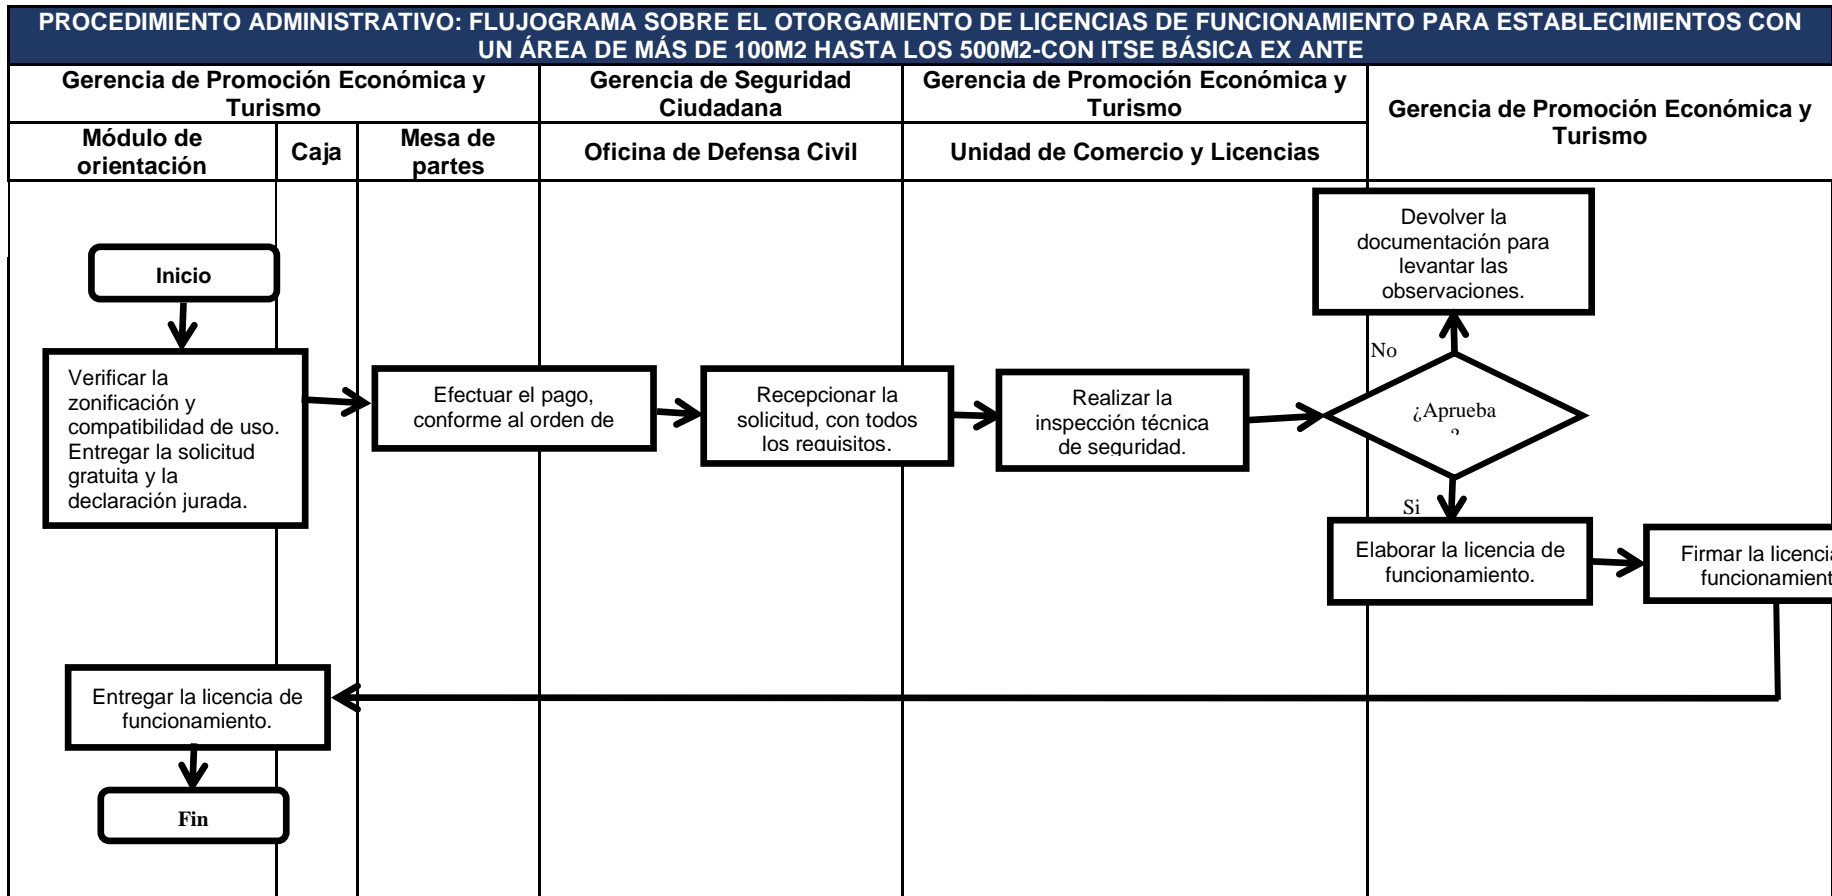 PROCEDIMIENTO ADMINISTRATIVO: FLUJOGRAMA SOBRE EL OTORGAMIENTO DE LICENCIAS DE FUNCIONAMIENTO PARA ESTABLECIMIENTOS CON
UN ÁREA DE MÁS DE 100M2 HASTA LOS 500M2-CON ITSE BÁSICA EX ANTE
Gerencia de Promoción Económica y
Turismo
Gerencia de Seguridad
Ciudadana
Gerencia de Promoción Económica y
Turismo
Gerencia de Promoción Económica y
Turismo
Módulo de
orientación
Caja
Mesa de
partes
Oficina de Defensa Civil
Unidad de Comercio y Licencias
Inicio
Verificar la
zonificación y
compatibilidad de uso.
Entregar la solicitud
gratuita y la
declaración jurada.
Efectuar el pago,
conforme al orden de
Recepcionar la
solicitud, con todos
los requisitos.
Realizar la
inspección técnica
de seguridad.
¿Aprueba
?
No
Devolver la
documentación para
levantar las
observaciones.
Si
Elaborar la licencia de
funcionamiento.
Firmar la licencia
funcionamient
Entregar la licencia de
funcionamiento.
Fin